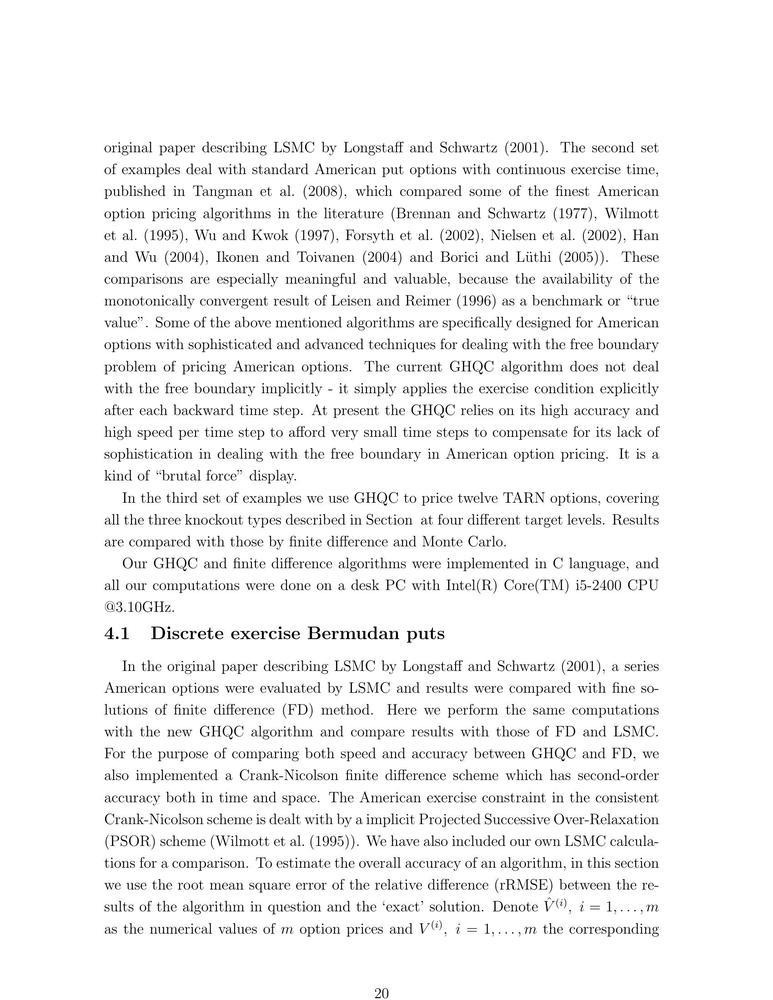 original paper describing LSMC by Longstaff and Schwartz (2001). The second set
of examples deal with standard American put options with continuous exercise time,
published in Tangman et al. (2008), which compared some of the finest American
option pricing algorithms in the literature (Brennan and Schwartz (1977), Wilmott
et al. (1995), Wu and Kwok (1997), Forsyth et al. (2002), Nielsen et al. (2002), Han
and Wu (2004), Ikonen and Toivanen (2004) and Borici and Lüthi (2005)). These
comparisons are especially meaningful and valuable, because the availability of the
monotonically convergent result of Leisen and Reimer (1996) as a benchmark or “true
value”. Some of the above mentioned algorithms are specifically designed for American
options with sophisticated and advanced techniques for dealing with the free boundary
problem of pricing American options. The current GHQC algorithm does not deal
with the free boundary implicitly - it simply applies the exercise condition explicitly
after each backward time step. At present the GHQC relies on its high accuracy and
high speed per time step to afford very small time steps to compensate for its lack of
sophistication in dealing with the free boundary in American option pricing. It is a
kind of “brutal force” display.
In the third set of examples we use GHQC to price twelve TARN options, covering
all the three knockout types described in Section at four different target levels. Results
are compared with those by finite difference and Monte Carlo.
Our GHQC and finite difference algorithms were implemented in C language, and
all our computations were done on a desk PC with Intel(R) Core(TM) i5-2400 CPU
@3.10GHz.
4.1 Discrete exercise Bermudan puts
In the original paper describing LSMC by Longstaff and Schwartz (2001), a series
American options were evaluated by LSMC and results were compared with fine so-
lutions of finite difference (FD) method. Here we perform the same computations
with the new GHQC algorithm and compare results with those of FD and LSMC.
For the purpose of comparing both speed and accuracy between GHQC and FD, we
also implemented a Crank-Nicolson finite difference scheme which has second-order
accuracy both in time and space. The American exercise constraint in the consistent
Crank-Nicolson scheme is dealt with by a implicit Projected Successive Over-Relaxation
(PSOR) scheme (Wilmott et al. (1995)). We have also included our own LSMC calcula-
tions for a comparison. To estimate the overall accuracy of an algorithm, in this section
we use the root mean square error of the relative difference (rRMSE) between the re-
sults of the algorithm in question and the ‘exact’ solution. Denote V̂⁽ⁱ⁾, i = 1, . . . , m
as the numerical values of m option prices and V⁽ⁱ⁾, i = 1, . . . , m the corresponding
20